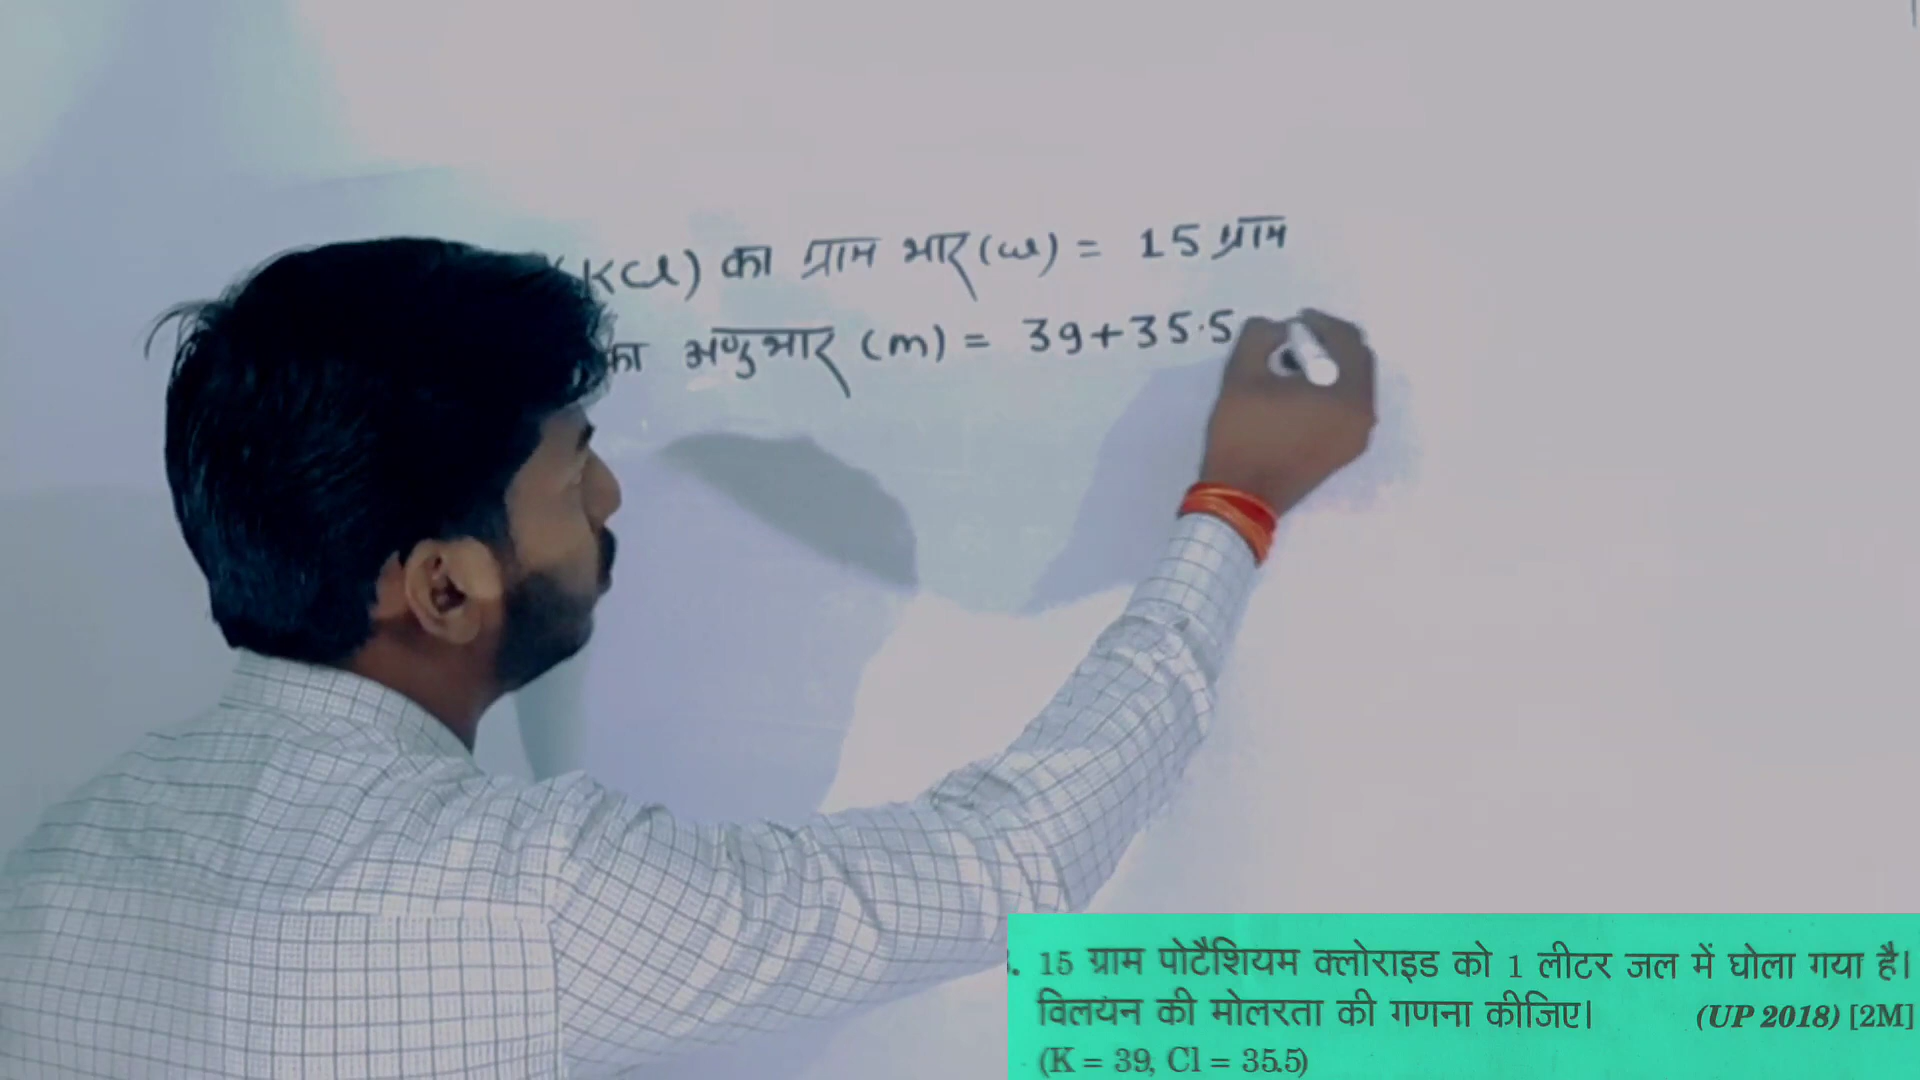 (KCl) का ग्राम भार (w) = 15 ग्राम
का अणुभार (m) = 39+35.5
. 15 ग्राम पोटैशियम क्लोराइड को 1 लीटर जल में घोला गया है।
विलयन की मोलरता की गणना कीजिए। (UP 2018) [2M]
(K = 39, Cl = 35.5)